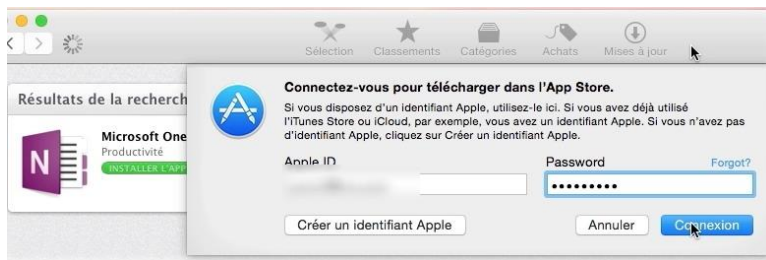 Sélection Classements Catégories Achats Mises à jour
Résultats de la recherch
Microsoft One
Productivité
INSTALLER L'APP
N
Connectez-vous pour télécharger dans l'App Store.
Si vous disposez d'un identifiant Apple, utilisez-le ici. Si vous avez déjà utilisé
l'iTunes Store ou iCloud, par exemple, vous avez un identifiant Apple. Si vous n'avez pas
d'identifiant Apple, cliquez sur Créer un identifiant Apple.
Apple ID Password Forgot?
Créer un identifiant Apple Annuler Connexion